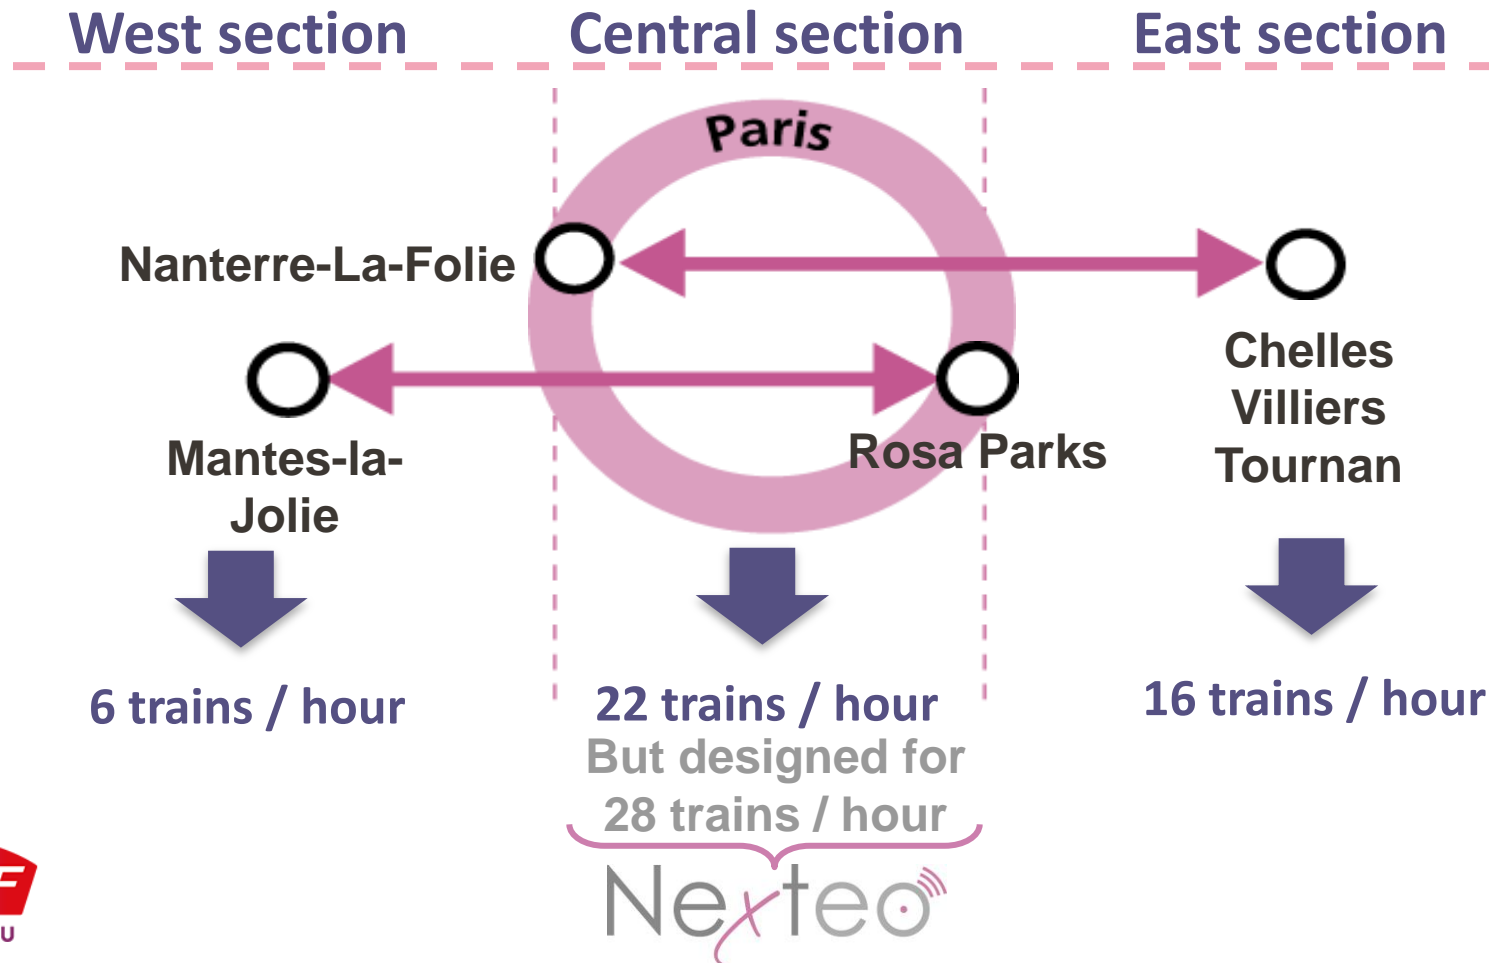 West section
Central section
East section
Paris
Nanterre-La-Folie
Mantes-la-
Jolie
Rosa Parks
Chelles
Villiers
Tournan
6 trains / hour
22 trains / hour
But designed for
28 trains / hour
16 trains / hour
Nexteo
F
U